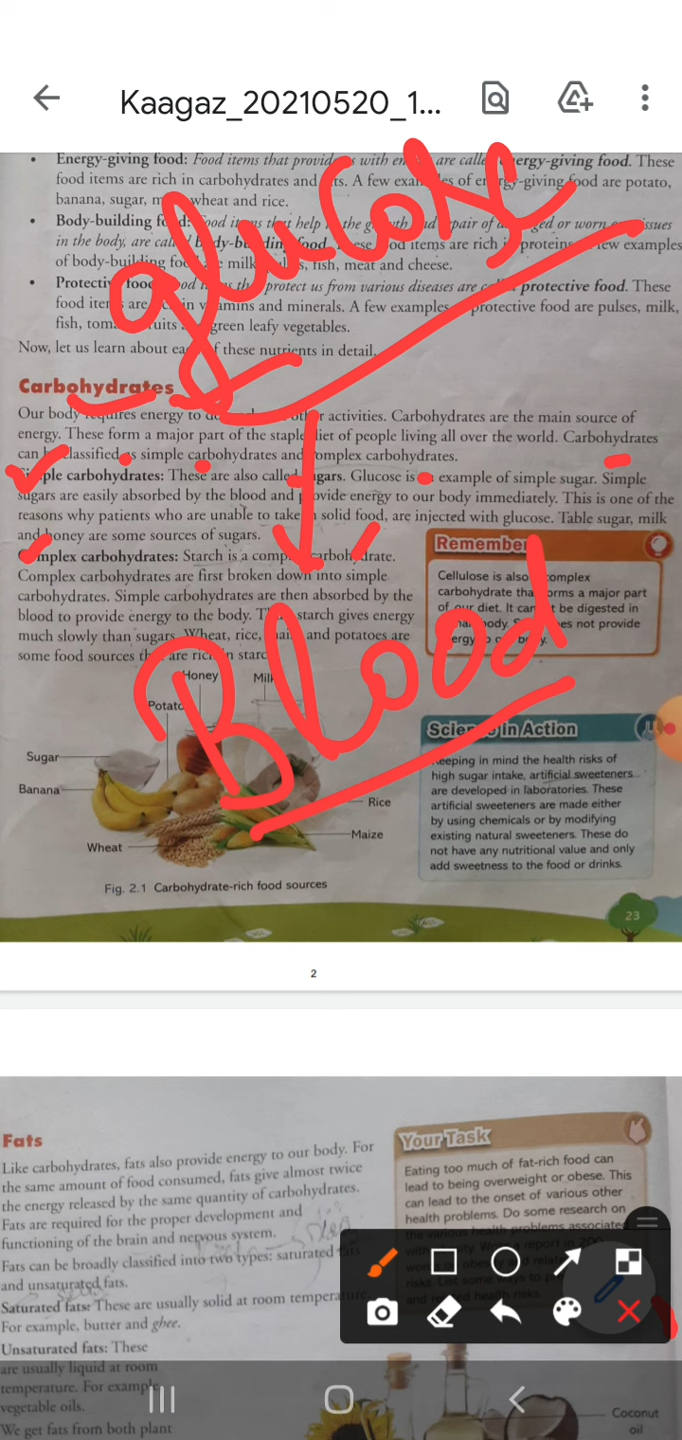 Kaagaz_20210520_1...
• Energy-giving food: Food items that provide with are called energy-giving food. These
food items are rich in carbohydrates and fats. A few examples of energy-giving food are potato,
banana, sugar, wheat and rice.
• Body-building food: Food items that help the growth and repair of or worn tissues
in the body, are called body-building food. These food items are rich in proteins. few examples
of body-building food milk, fish, meat and cheese.
• Protective food: Food items that protect us from various diseases are called protective food. These
food items are in vitamins and minerals. A few examples protective food are pulses, milk,
fish, fruits green leafy vegetables.
glucose
Now, let us learn about each of these nutrients in detail.
Carbohydrates
Our body requires energy to do other activities. Carbohydrates are the main source of
energy. These form a major part of the staple diet of people living all over the world. Carbohydrates
can be classified as simple carbohydrates and complex carbohydrates.
Simple carbohydrates: These are also called sugars. Glucose is an example of simple sugar. Simple
sugars are easily absorbed by the blood and provide energy to our body immediately. This is one of the
reasons why patients who are unable to take in solid food, are injected with glucose. Table sugar, milk
and honey are some sources of sugars.
Complex carbohydrates: Starch is a complex carbohydrate.
Complex carbohydrates are first broken down into simple
carbohydrates. Simple carbohydrates are then absorbed by the
blood to provide energy to the body. starch gives energy
much slowly than sugars. Wheat, rice, and potatoes are
some food sources that are rich in starch
Remember
Cellulose is also complex
carbohydrate that forms a major part
of our diet. It cannot be digested in
body. does not provide
energy to our body.
Blood
Honey
Milk
Potato
Sugar
Banana
Rice
Maize
Wheat
Fig. 2.1 Carbohydrate-rich food sources
Science in Action
Keeping in mind the health risks of
high sugar intake, artificial sweeteners
are developed in laboratories. These
artificial sweeteners are made either
by using chemicals or by modifying
existing natural sweeteners. These do
not have any nutritional value and only
add sweetness to the food or drinks.
23
2
Fats
Like carbohydrates, fats also provide energy to our body. For
the same amount of food consumed, fats give almost twice
the energy released by the same quantity of carbohydrates.
Fats are required for the proper development and
functioning of the brain and nervous system.
Fats can be broadly classified into two types: saturated fats
and unsaturated fats.
Saturated fats: These are usually solid at room temperature.
For example, butter and ghee.
Unsaturated fats: These
are usually liquid at room
temperature. For example,
vegetable oils.
We get fats from both plant
Your Task
Eating too much of fat-rich food can
lead to being overweight or obese. This
can lead to the onset of various other
health problems. Do some research on
the various health problems associated
Coconut
oil